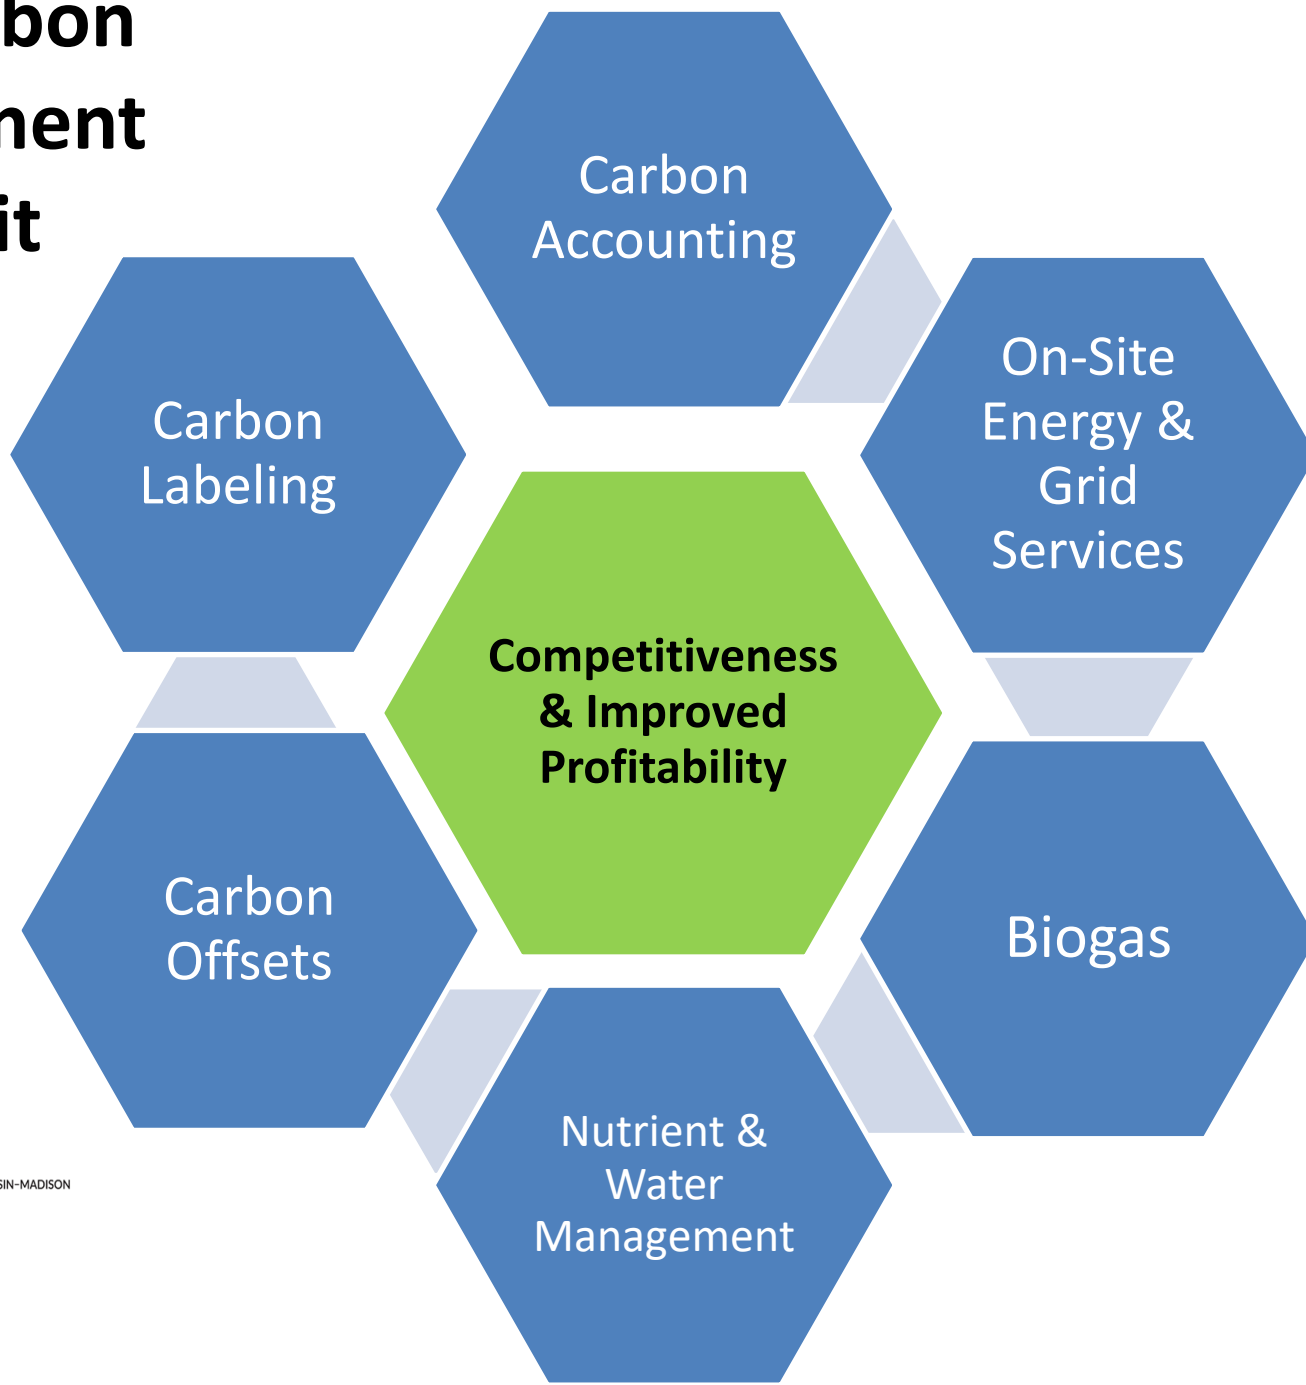 bon
ment
it
Carbon
Accounting
On-Site
Energy &
Grid
Services
Carbon
Labeling
Competitiveness
& Improved
Profitability
Carbon
Offsets
Biogas
Nutrient &
Water
Management
SIN–MADISON